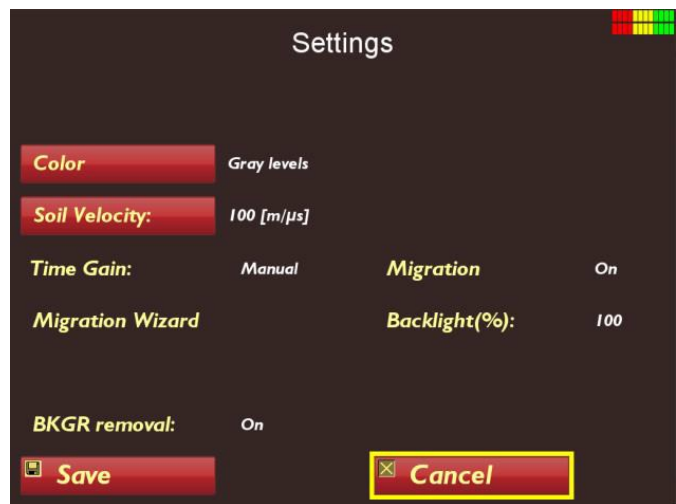 Settings
Color Gray levels
Soil Velocity: 100 [m/µs]
Time Gain: Manual Migration On
Migration Wizard Backlight(%): 100
BKGR removal: On
Save Cancel